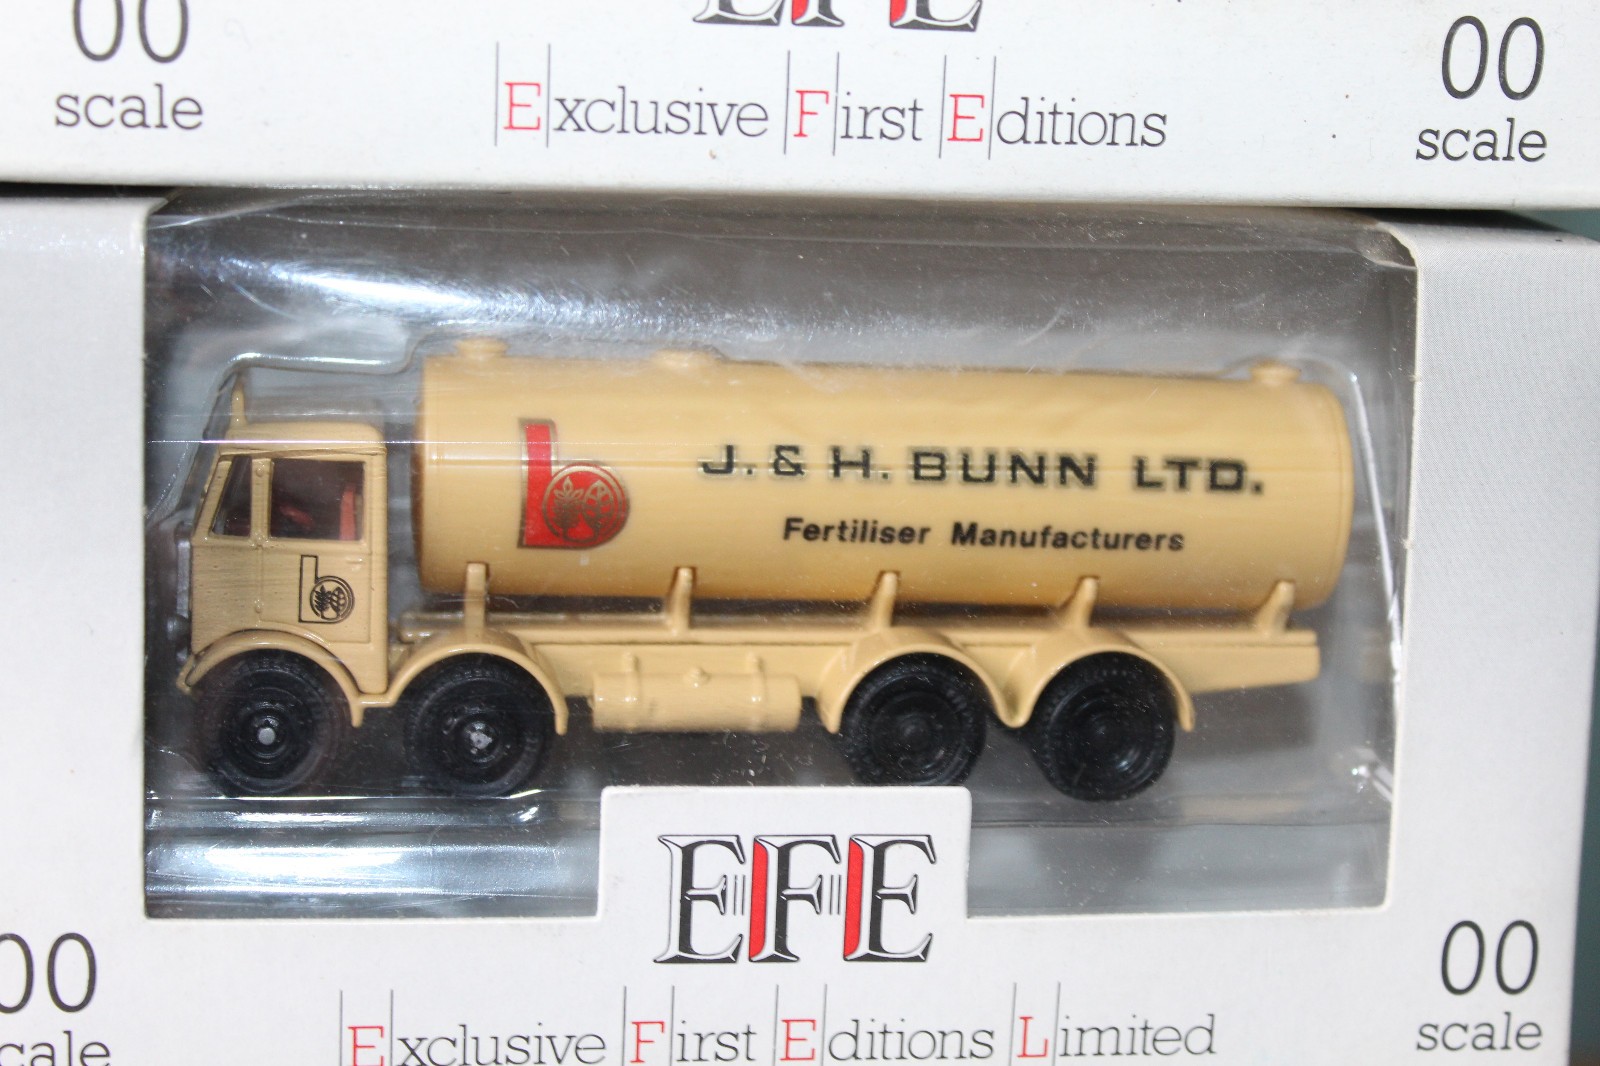 EFE
00
scale
Exclusive First Editions
00
scale
b
J. & H. BUNN LTD.
Fertiliser Manufacturers
b
EFE
00
scale
Exclusive First Editions Limited
00
scale